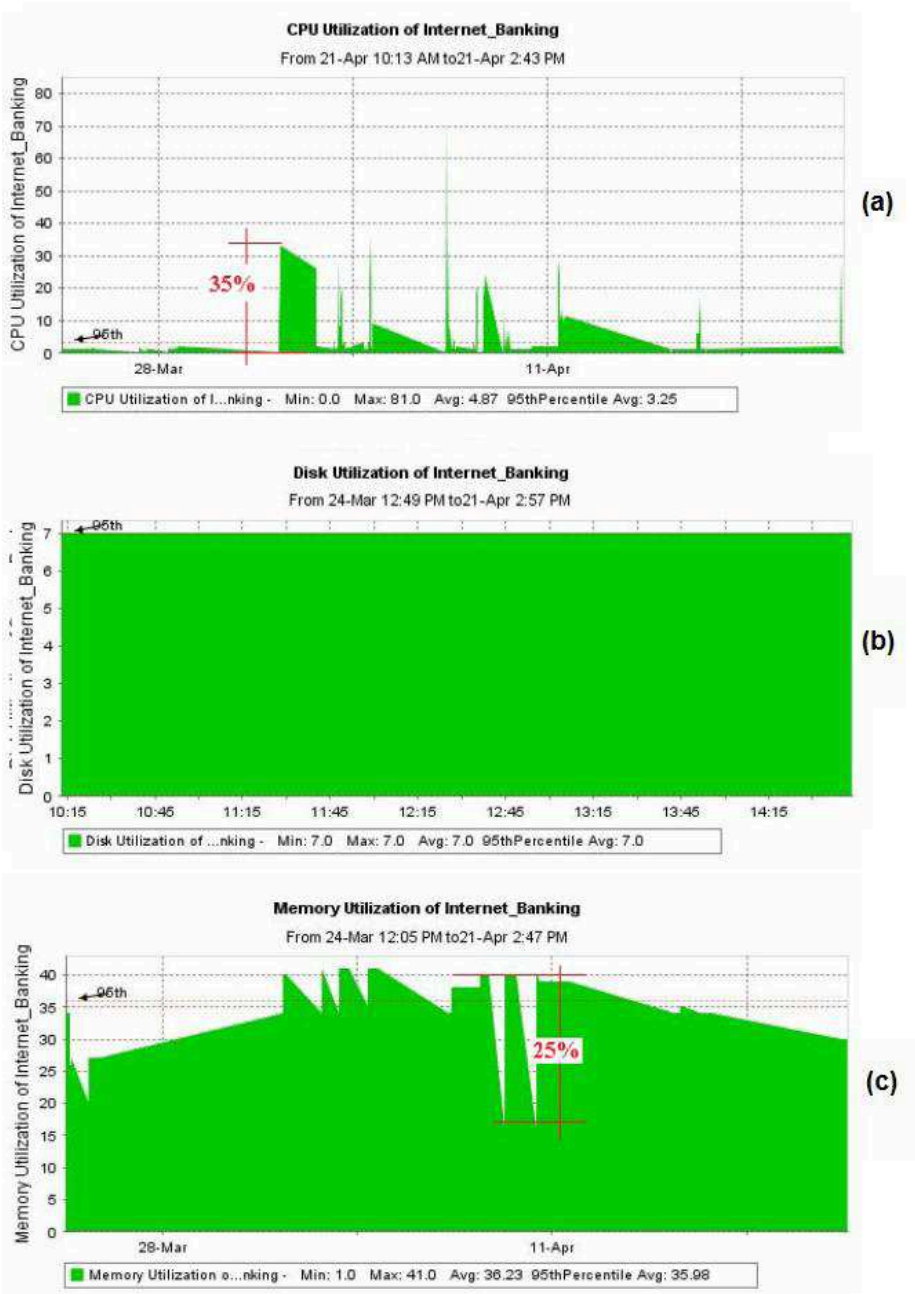 CPU Utilization of Internet_Banking
From 21-Apr 10:13 AM to21-Apr 2:43 PM
CPU Utilization of Internet_Banking
80
70
60
50
40
30
20
10
0
35%
95th
28-Mar
11-Apr
CPU Utilization of I...nking - Min: 0.0 Max: 81.0 Avg: 4.87 95thPercentile Avg: 3.25
(a)
Disk Utilization of Internet_Banking
From 24-Mar 12:49 PM to21-Apr 2:57 PM
Disk Utilization of Internet_Banking
95th
7
6
5
4
3
2
1
0
10:15 10:45 11:15 11:45 12:15 12:45 13:15 13:45 14:15
Disk Utilization of ...nking - Min: 7.0 Max: 7.0 Avg: 7.0 95thPercentile Avg: 7.0
(b)
Memory Utilization of Internet_Banking
From 24-Mar 12:05 PM to21-Apr 2:47 PM
Memory Utilization of Internet_Banking
40
35
30
25
20
15
10
5
0
95th
25%
28-Mar
11-Apr
Memory Utilization o...nking - Min: 1.0 Max: 41.0 Avg: 36.23 95thPercentile Avg: 35.98
(c)